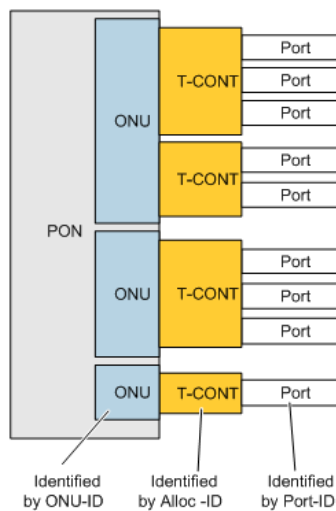 Port
T-CONT
Port
Port
ONU
Port
T-CONT
Port
PON
Port
ONU
T-CONT
Port
Port
ONU
T-CONT
Port
Identified
by ONU-ID
Identified
by Alloc -ID
Identified
by Port-ID